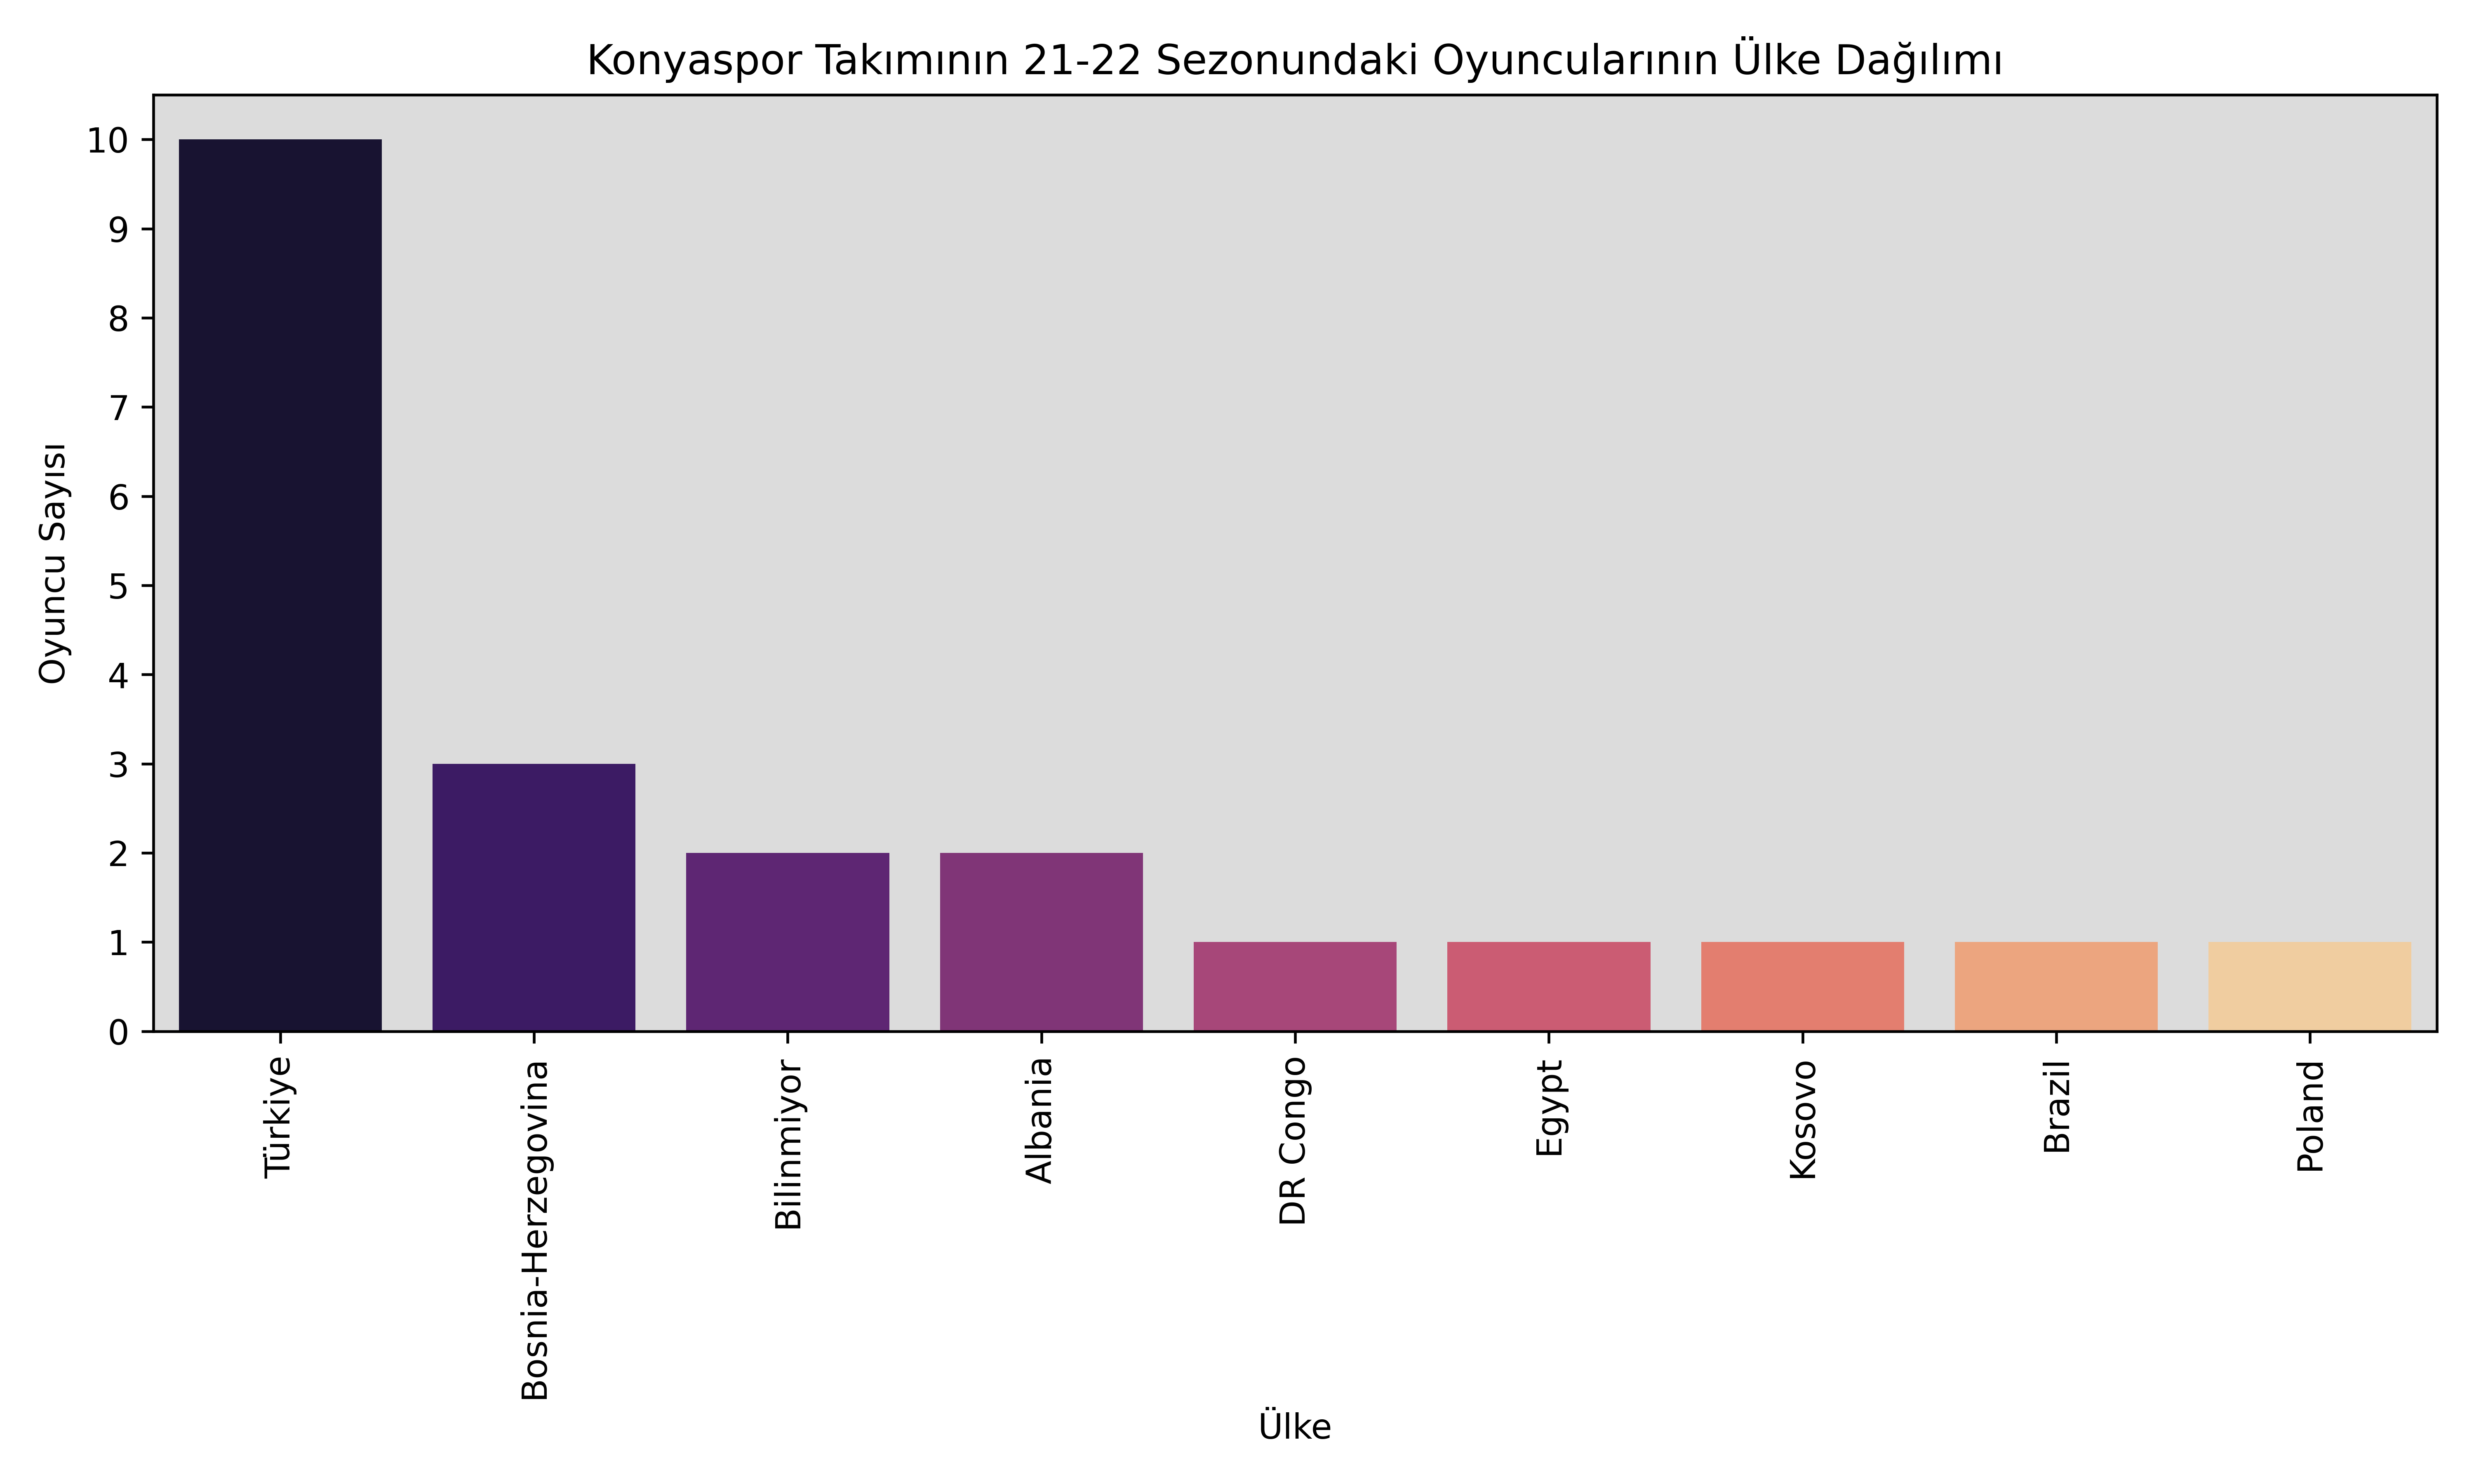 Konyaspor Takımının 21-22 Sezonundaki Oyuncularının Ülke Dağılımı
Oyuncu Sayısı
10
9
8
7
6
5
4
3
2
1
0
Türkiye
Bosnia-Herzegovina
Bilinmiyor
Albania
DR Congo
Egypt
Kosovo
Brazil
Poland
Ülke